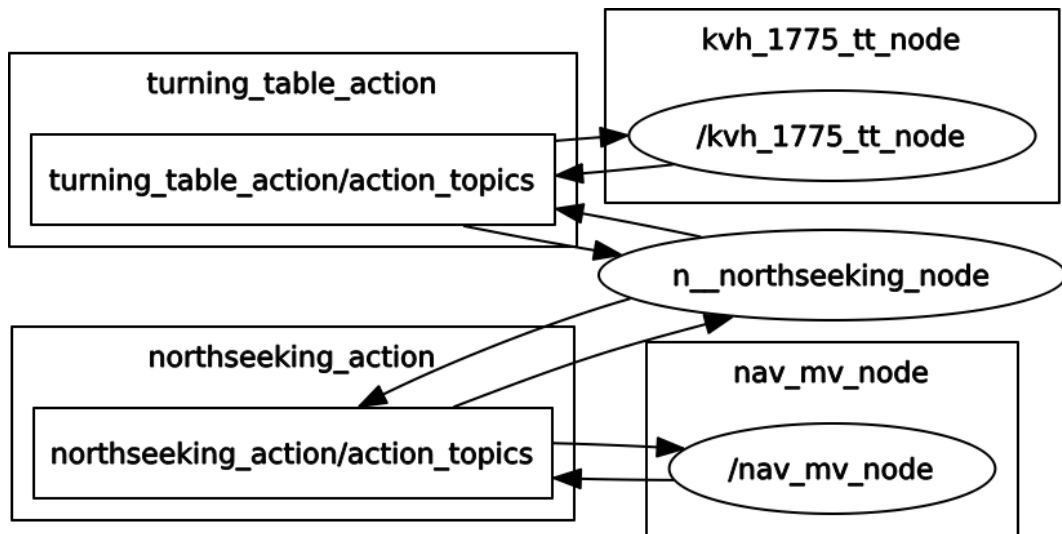 turning_table_action
turning_table_action/action_topics
kvh_1775_tt_node
/kvh_1775_tt_node
n__northseeking_node
northseeking_action
northseeking_action/action_topics
nav_mv_node
/nav_mv_node